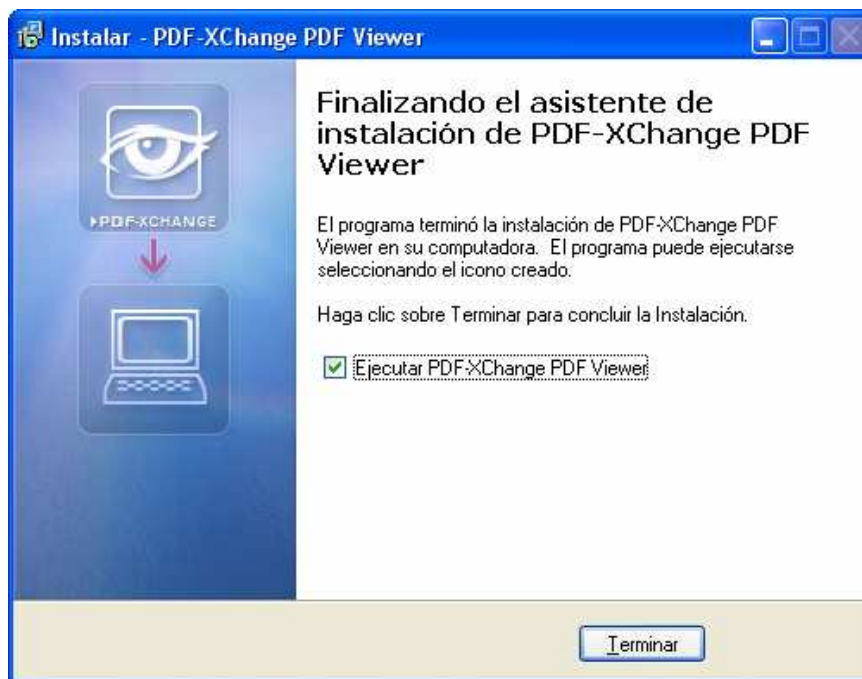 Instalar - PDF-XChange PDF Viewer
Finalizando el asistente de
instalación de PDF-XChange PDF
Viewer
PDF-XCHANGE
El programa terminó la instalación de PDF-XChange PDF
Viewer en su computadora. El programa puede ejecutarse
seleccionando el icono creado.
Haga clic sobre Terminar para concluir la Instalación.
Ejecutar PDF-XChange PDF Viewer
Terminar